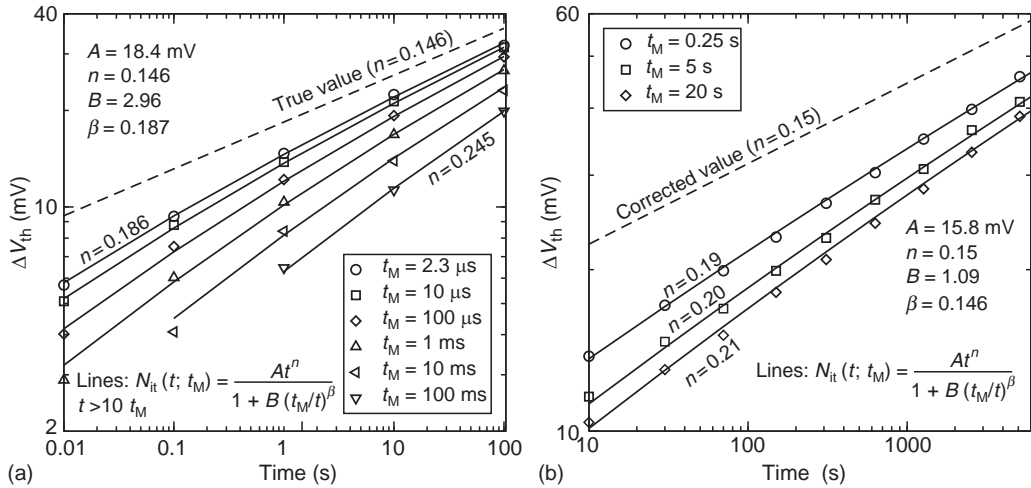 40
10
2
ΔVth (mV)
A = 18.4 mV
n = 0.146
B = 2.96
β = 0.187
True value (n = 0.146)
n = 0.186
n = 0.245
tM = 2.3 μs
tM = 10 μs
tM = 100 μs
tM = 1 ms
tM = 10 ms
tM = 100 ms
Lines: Nit (t; tM) = At^n / 1 + B (tM/t)^β
t >10 tM
0.01 0.1 1 10 100
Time (s)
(a)
60
10
ΔVth (mV)
tM = 0.25 s
tM = 5 s
tM = 20 s
Corrected value (n = 0.15)
n = 0.19
n = 0.20
n = 0.21
A = 15.8 mV
n = 0.15
B = 1.09
β = 0.146
Lines: Nit (t; tM) = At^n / 1 + B (tM/t)^β
10 100 1000
Time (s)
(b)